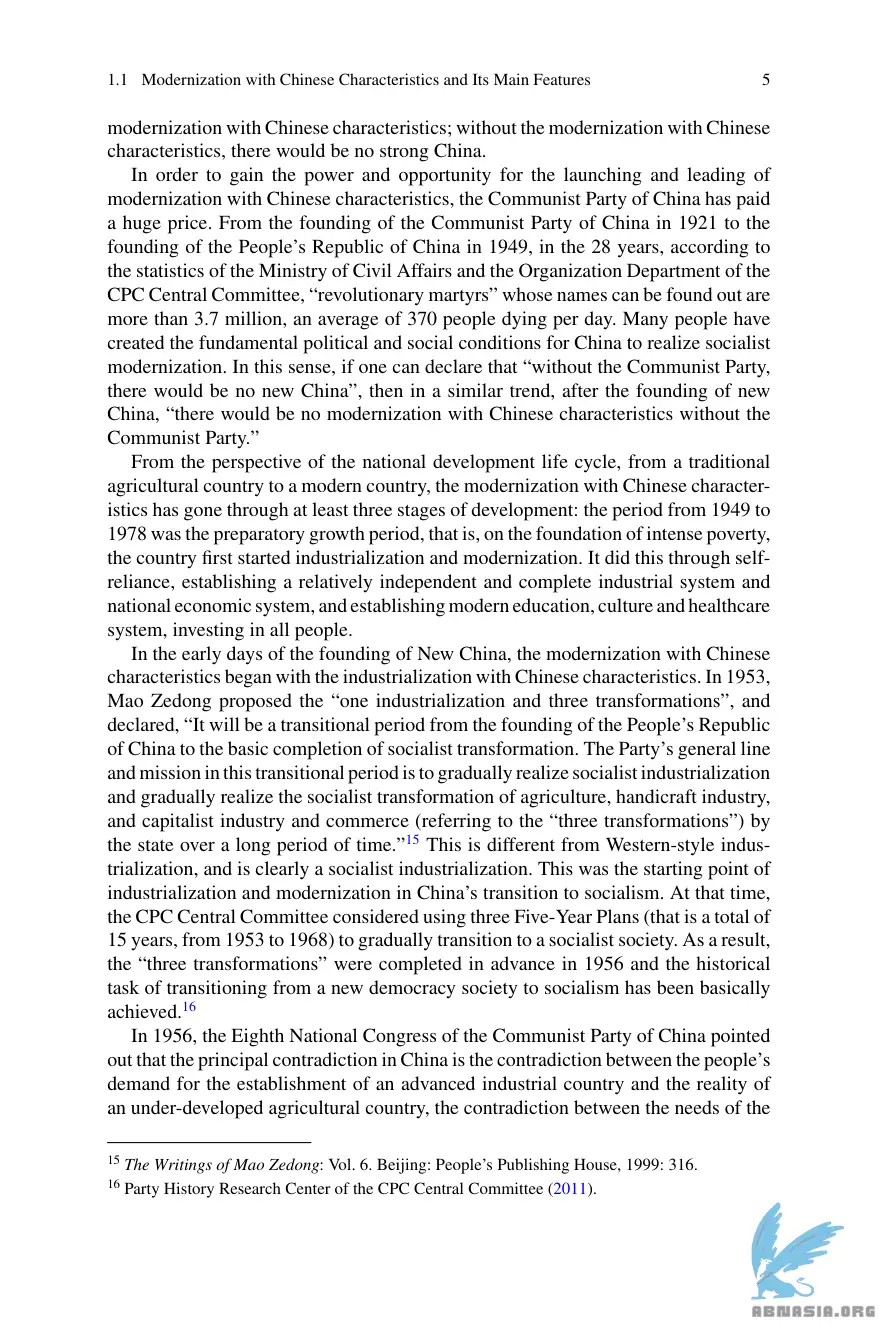 1.1 Modernization with Chinese Characteristics and Its Main Features 5
modernization with Chinese characteristics; without the modernization with Chinese
characteristics, there would be no strong China.
In order to gain the power and opportunity for the launching and leading of
modernization with Chinese characteristics, the Communist Party of China has paid
a huge price. From the founding of the Communist Party of China in 1921 to the
founding of the People’s Republic of China in 1949, in the 28 years, according to
the statistics of the Ministry of Civil Affairs and the Organization Department of the
CPC Central Committee, “revolutionary martyrs” whose names can be found out are
more than 3.7 million, an average of 370 people dying per day. Many people have
created the fundamental political and social conditions for China to realize socialist
modernization. In this sense, if one can declare that “without the Communist Party,
there would be no new China”, then in a similar trend, after the founding of new
China, “there would be no modernization with Chinese characteristics without the
Communist Party.”
From the perspective of the national development life cycle, from a traditional
agricultural country to a modern country, the modernization with Chinese character-
istics has gone through at least three stages of development: the period from 1949 to
1978 was the preparatory growth period, that is, on the foundation of intense poverty,
the country first started industrialization and modernization. It did this through self-
reliance, establishing a relatively independent and complete industrial system and
national economic system, and establishing modern education, culture and healthcare
system, investing in all people.
In the early days of the founding of New China, the modernization with Chinese
characteristics began with the industrialization with Chinese characteristics. In 1953,
Mao Zedong proposed the “one industrialization and three transformations”, and
declared, “It will be a transitional period from the founding of the People’s Republic
of China to the basic completion of socialist transformation. The Party’s general line
and mission in this transitional period is to gradually realize socialist industrialization
and gradually realize the socialist transformation of agriculture, handicraft industry,
and capitalist industry and commerce (referring to the “three transformations”) by
the state over a long period of time.”15 This is different from Western-style indus-
trialization, and is clearly a socialist industrialization. This was the starting point of
industrialization and modernization in China’s transition to socialism. At that time,
the CPC Central Committee considered using three Five-Year Plans (that is a total of
15 years, from 1953 to 1968) to gradually transition to a socialist society. As a result,
the “three transformations” were completed in advance in 1956 and the historical
task of transitioning from a new democracy society to socialism has been basically
achieved.16
In 1956, the Eighth National Congress of the Communist Party of China pointed
out that the principal contradiction in China is the contradiction between the people’s
demand for the establishment of an advanced industrial country and the reality of
an under-developed agricultural country, the contradiction between the needs of the
15 The Writings of Mao Zedong: Vol. 6. Beijing: People’s Publishing House, 1999: 316.
16 Party History Research Center of the CPC Central Committee (2011).
ABNASIA.ORG